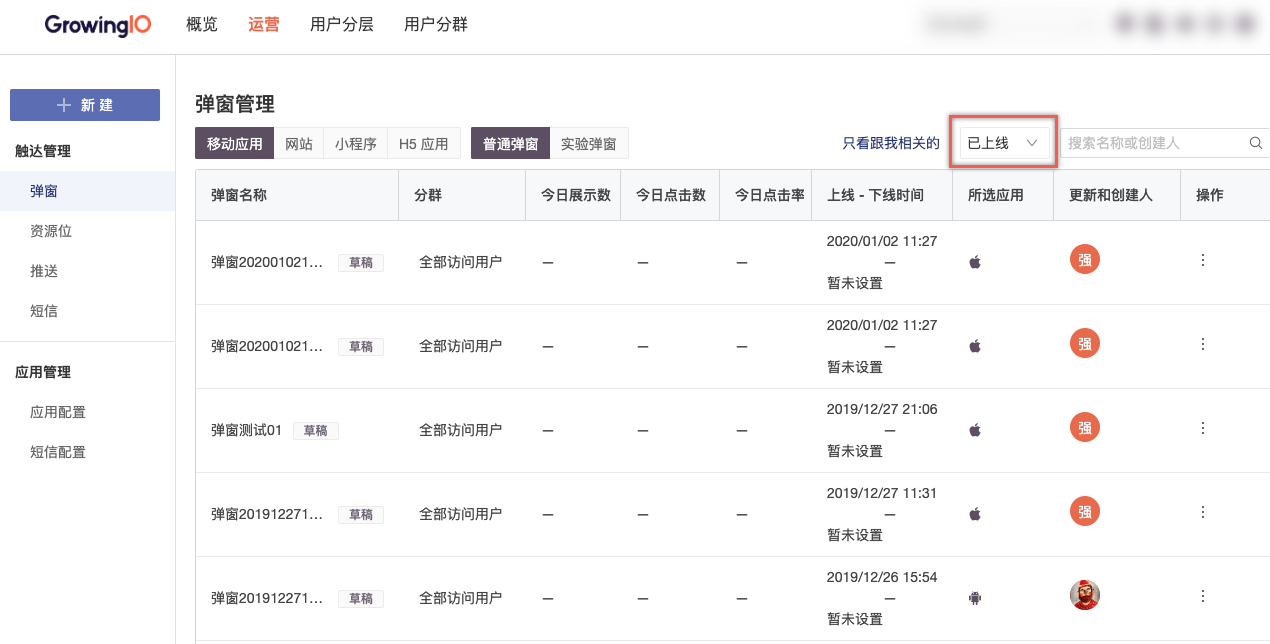 GrowingIO 概览 运营 用户分层 用户分群
新 建
触达管理
弹窗
资源位
推送
短信
应用管理
应用配置
短信配置
弹窗管理
移动应用 网站 小程序 H5 应用 普通弹窗 实验弹窗 只看跟我相关的 已上线 搜索名称或创建人
弹窗名称 分群 今日展示数 今日点击数 今日点击率 上线 - 下线时间 所选应用 更新和创建人 操作
弹窗202001021... 草稿 全部访问用户 — — — 2020/01/02 11:27 — 暂未设置 强
弹窗202001021... 草稿 全部访问用户 — — — 2020/01/02 11:27 — 暂未设置 强
弹窗测试01 草稿 全部访问用户 — — — 2019/12/27 21:06 — 暂未设置 强
弹窗201912271... 草稿 全部访问用户 — — — 2019/12/27 11:31 — 暂未设置 强
弹窗201912271... 草稿 全部访问用户 — — — 2019/12/26 15:54 — 暂未设置